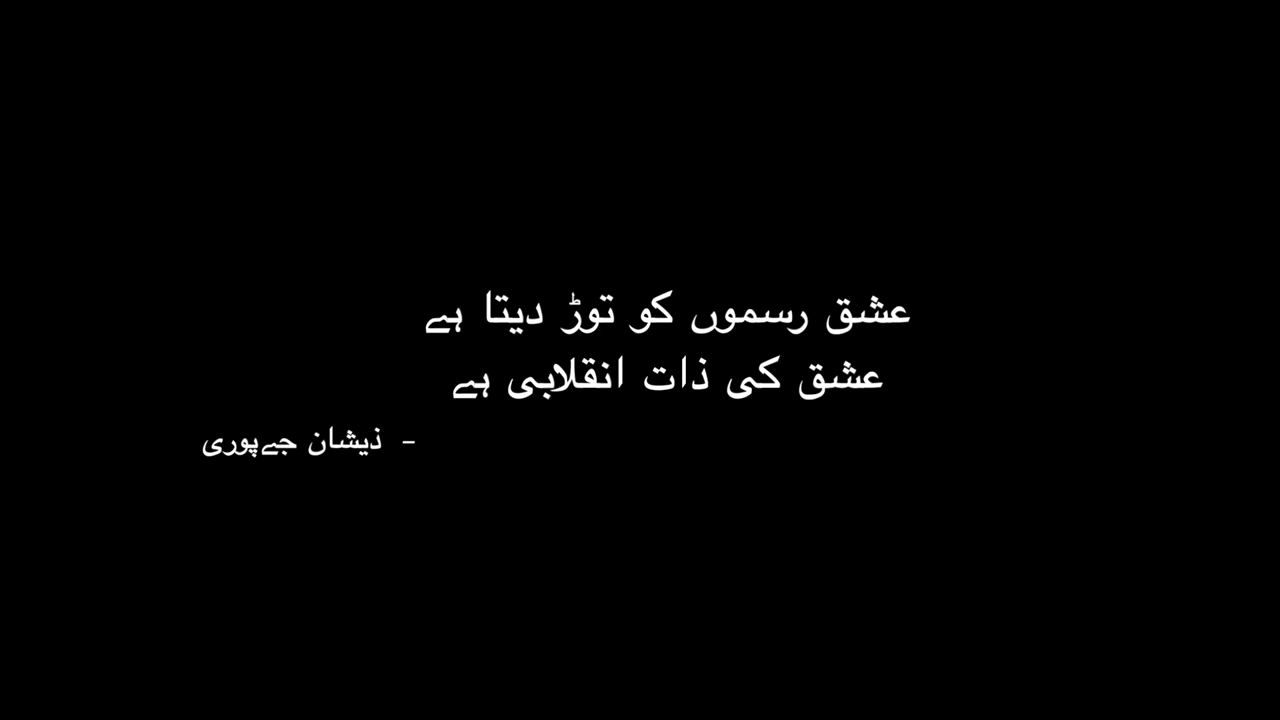 عشق رسموں کو توڑ دیتا ہے
عشق کی ذات انقلابی ہے
- ذیشان جے‌پوری